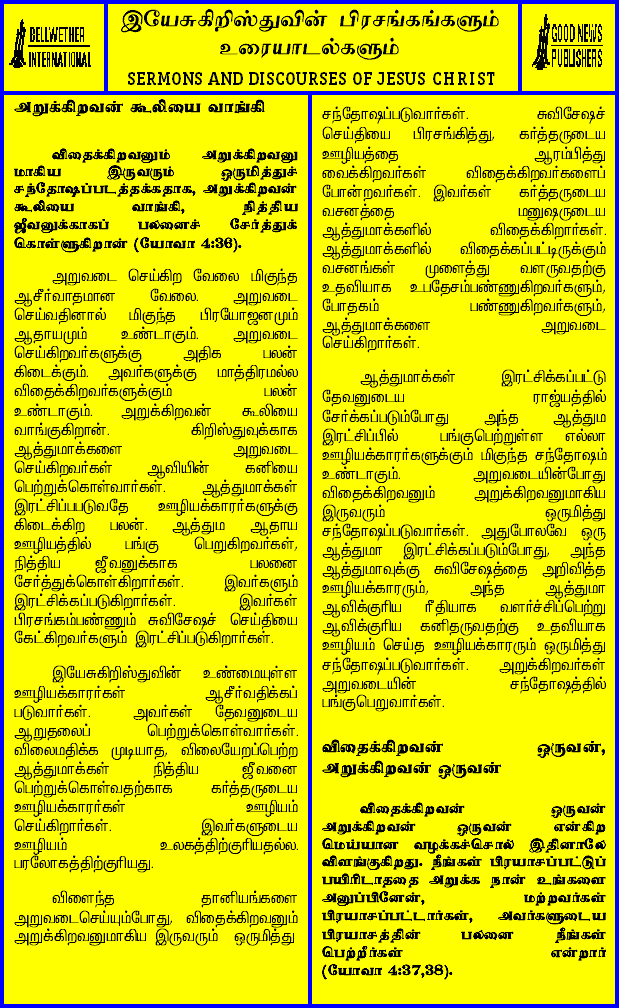 BELLWETHER
INTERNATIONAL
இயேசுகிறிஸ்துவின் பிரசங்கங்களும்
உரையாடல்களும்
SERMONS AND DISCOURSES OF JESUS CHRIST
GOOD NEWS
PUBLISHERS
அறுக்கிறவன் கூலியை வாங்கி
விதைக்கிறவனும் அறுக்கிறவனு
மாகிய இருவரும் ஒருமித்துச்
சந்தோஷப்படத்தக்கதாக, அறுக்கிறவன்
கூலியை வாங்கி, நித்திய
ஜீவனுக்காகப் பலனைச் சேர்த்துக்
கொள்ளுகிறான் (யோவா 4:36).
அறுவடை செய்கிற வேலை மிகுந்த
ஆசீர்வாதமான வேலை. அறுவடை
செய்வதினால் மிகுந்த பிரயோஜனமும்
ஆதாயமும் உண்டாகும். அறுவடை
செய்கிறவர்களுக்கு அதிக பலன்
கிடைக்கும். அவர்களுக்கு மாத்திரமல்ல
விதைக்கிறவர்களுக்கும் பலன்
உண்டாகும். அறுக்கிறவன் கூலியை
வாங்குகிறான். கிறிஸ்துவுக்காக
ஆத்துமாக்களை அறுவடை
செய்கிறவர்கள் ஆவியின் கனியை
பெற்றுக்கொள்வார்கள். ஆத்துமாக்கள்
இரட்சிப்பபடுவதே ஊழியக்காரர்களுக்கு
கிடைக்கிற பலன். ஆத்தும ஆதாய
ஊழியத்தில் பங்கு பெறுகிறவர்கள்,
நித்திய ஜீவனுக்காக பலனை
சேர்த்துக்கொள்கிறார்கள். இவர்களும்
இரட்சிக்கப்படுகிறார்கள். இவர்கள்
பிரசங்கம்பண்ணும் சுவிசேஷச் செய்தியை
கேட்கிறவர்களும் இரட்சிப்படுகிறார்கள்.
இயேசுகிறிஸ்துவின் உண்மையுள்ள
ஊழியக்காரர்கள் ஆசீர்வதிக்கப்
படுவார்கள். அவர்கள் தேவனுடைய
ஆறுதலைப் பெற்றுக்கொள்வார்கள்.
விலைமதிக்க முடியாத, விலையேறப்பெற்ற
ஆத்துமாக்கள் நித்திய ஜீவனை
பெற்றுக்கொள்வதற்காக கர்த்தருடைய
ஊழியக்காரர்கள் ஊழியம்
செய்கிறார்கள். இவர்களுடைய
ஊழியம் உலகத்திற்குரியதல்ல.
பரலோகத்திற்குரியது.
விளைந்த தானியங்களை
அறுவடைசெய்யும்போது, விதைக்கிறவனும்
அறுக்கிறவனுமாகிய இருவரும் ஒருமித்து
சந்தோஷப்படுவார்கள். சுவிசேஷச்
செய்தியை பிரசங்கித்து, கர்த்தருடைய
ஊழியத்தை ஆரம்பித்து
வைக்கிறவர்கள் விதைக்கிறவர்களைப்
போன்றவர்கள். இவர்கள் கர்த்தருடைய
வசனத்தை மனுஷருடைய
ஆத்துமாக்களில் விதைக்கிறார்கள்.
ஆத்துமாக்களில் விதைக்கப்பட்டிருக்கும்
வசனங்கள் முளைத்து வளருவதற்கு
உதவியாக உபதேசம்பண்ணுகிறவர்களும்,
போதகம் பண்ணுகிறவர்களும்,
ஆத்துமாக்களை அறுவடை
செய்கிறார்கள்.
ஆத்துமாக்கள் இரட்சிக்கப்பட்டு
தேவனுடைய ராஜ்யத்தில்
சேர்க்கப்படும்போது அந்த ஆத்தும
இரட்சிப்பில் பங்குபெற்றுள்ள எல்லா
ஊழியக்காரர்களுக்கும் மிகுந்த சந்தோஷம்
உண்டாகும். அறுவடையின்போது
விதைக்கிறவனும் அறுக்கிறவனுமாகிய
இருவரும் ஒருமித்து
சந்தோஷப்படுவார்கள். அதுபோலவே ஒரு
ஆத்துமா இரட்சிக்கப்படும்போது, அந்த
ஆத்துமாவுக்கு சுவிசேஷத்தை அறிவித்த
ஊழியக்காரரும், அந்த ஆத்துமா
ஆவிக்குரிய ரீதியாக வளர்ச்சிப்பெற்று
ஆவிக்குரிய கனிதருவதற்கு உதவியாக
ஊழியம் செய்த ஊழியக்காரரும் ஒருமித்து
சந்தோஷப்படுவார்கள். அறுக்கிறவர்கள்
அறுவடையின் சந்தோஷத்தில்
பங்குபெறுவார்கள்.
விதைக்கிறவன் ஒருவன்,
அறுக்கிறவன் ஒருவன்
விதைக்கிறவன் ஒருவன்
அறுக்கிறவன் ஒருவன் என்கிற
மெய்யான வழக்கச்சொல் இதினாலே
விளங்குகிறது. நீங்கள் பிரயாசப்பட்டுப்
பயிரிடாததை அறுக்க நான் உங்களை
அனுப்பினேன், மற்றவர்கள்
பிரயாசப்பட்டார்கள், அவர்களுடைய
பிரயாசத்தின் பலனை நீங்கள்
பெற்றீர்கள் என்றார்
(யோவா 4:37,38).